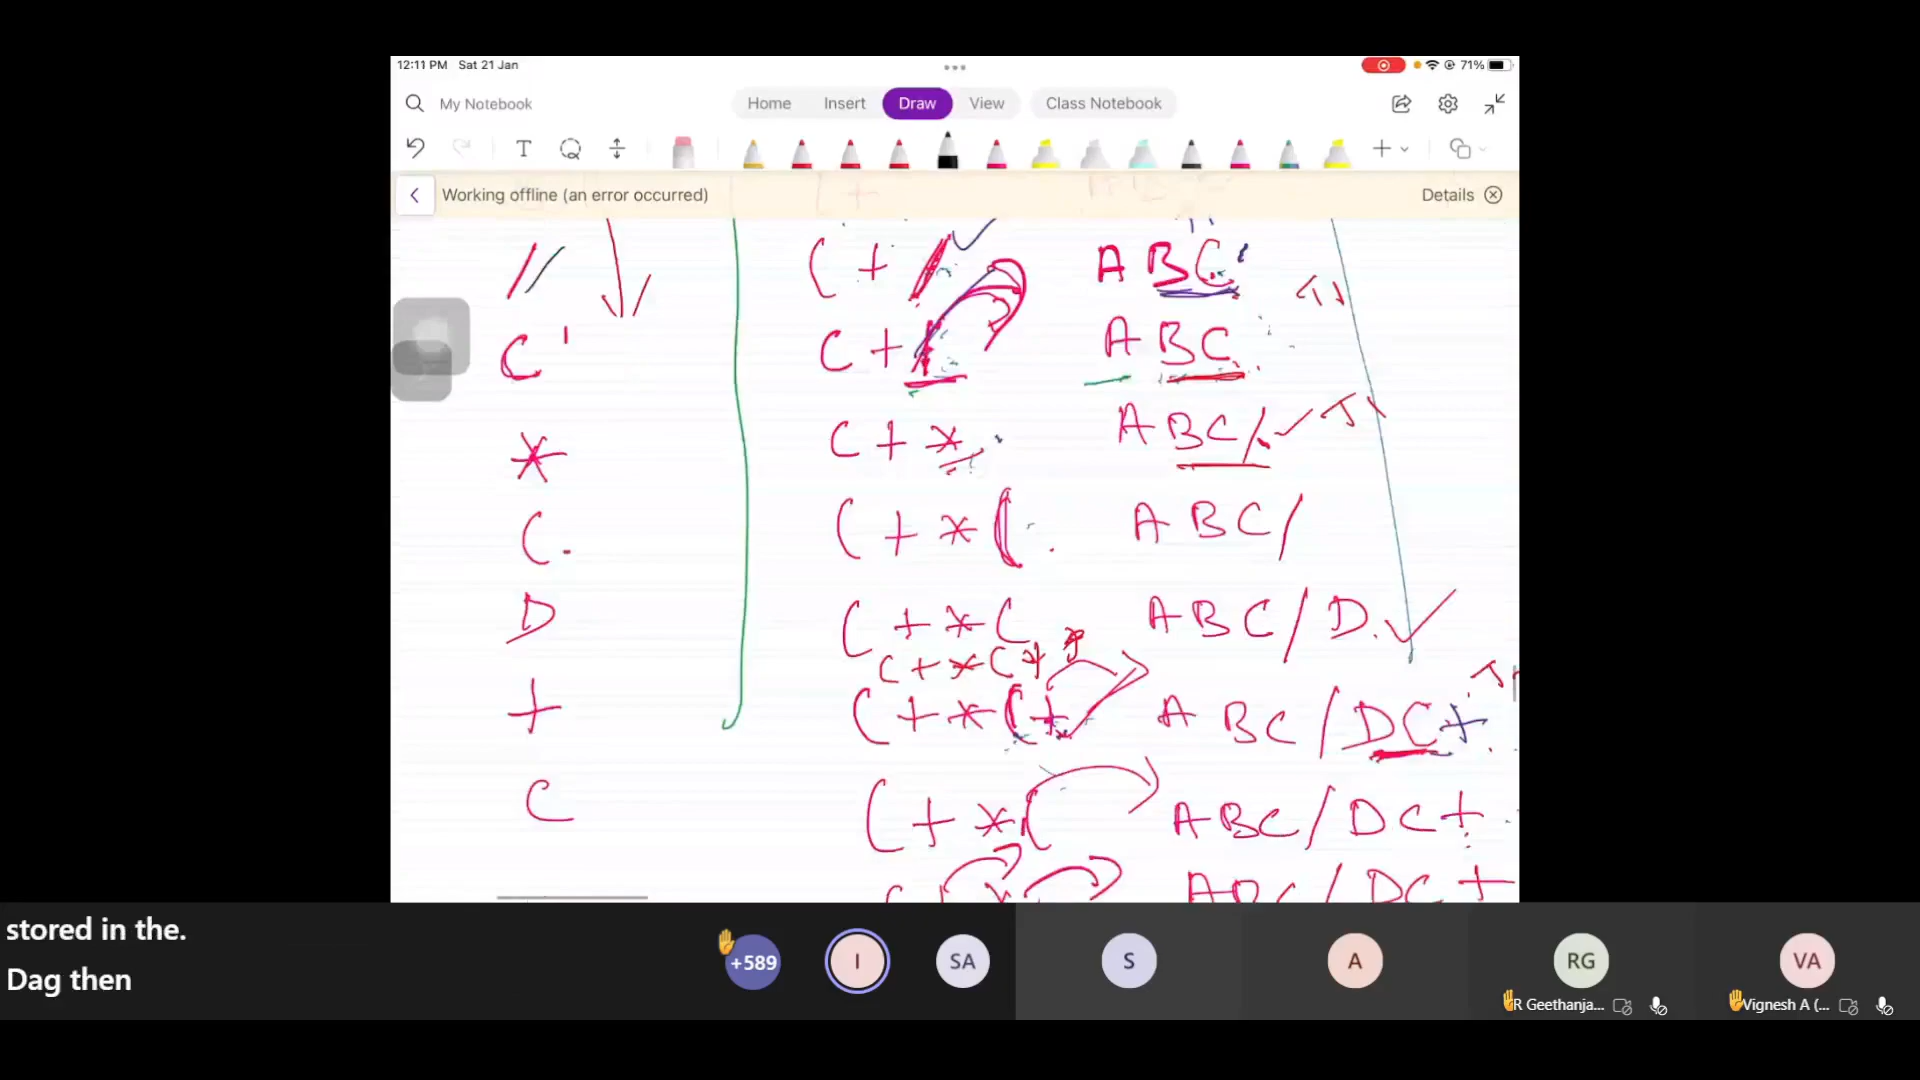 12:11 PM Sat 21 Jan 71%
My Notebook Home Insert Draw View Class Notebook
T
Working offline (an error occurred) Details
/ ( + / ABC
C ( + / ABC
* ( + * ABC/
( ( + * ( ABC/
D ( + * ( ABC/D
( + * ( +
+ ( + * ( + ABC/DC+
C ( + * ( ABC/DC+
ABC/DC+
stored in the.
Dag then
+589 I SA S A RG VA
R Geethanja... Vignesh A (...